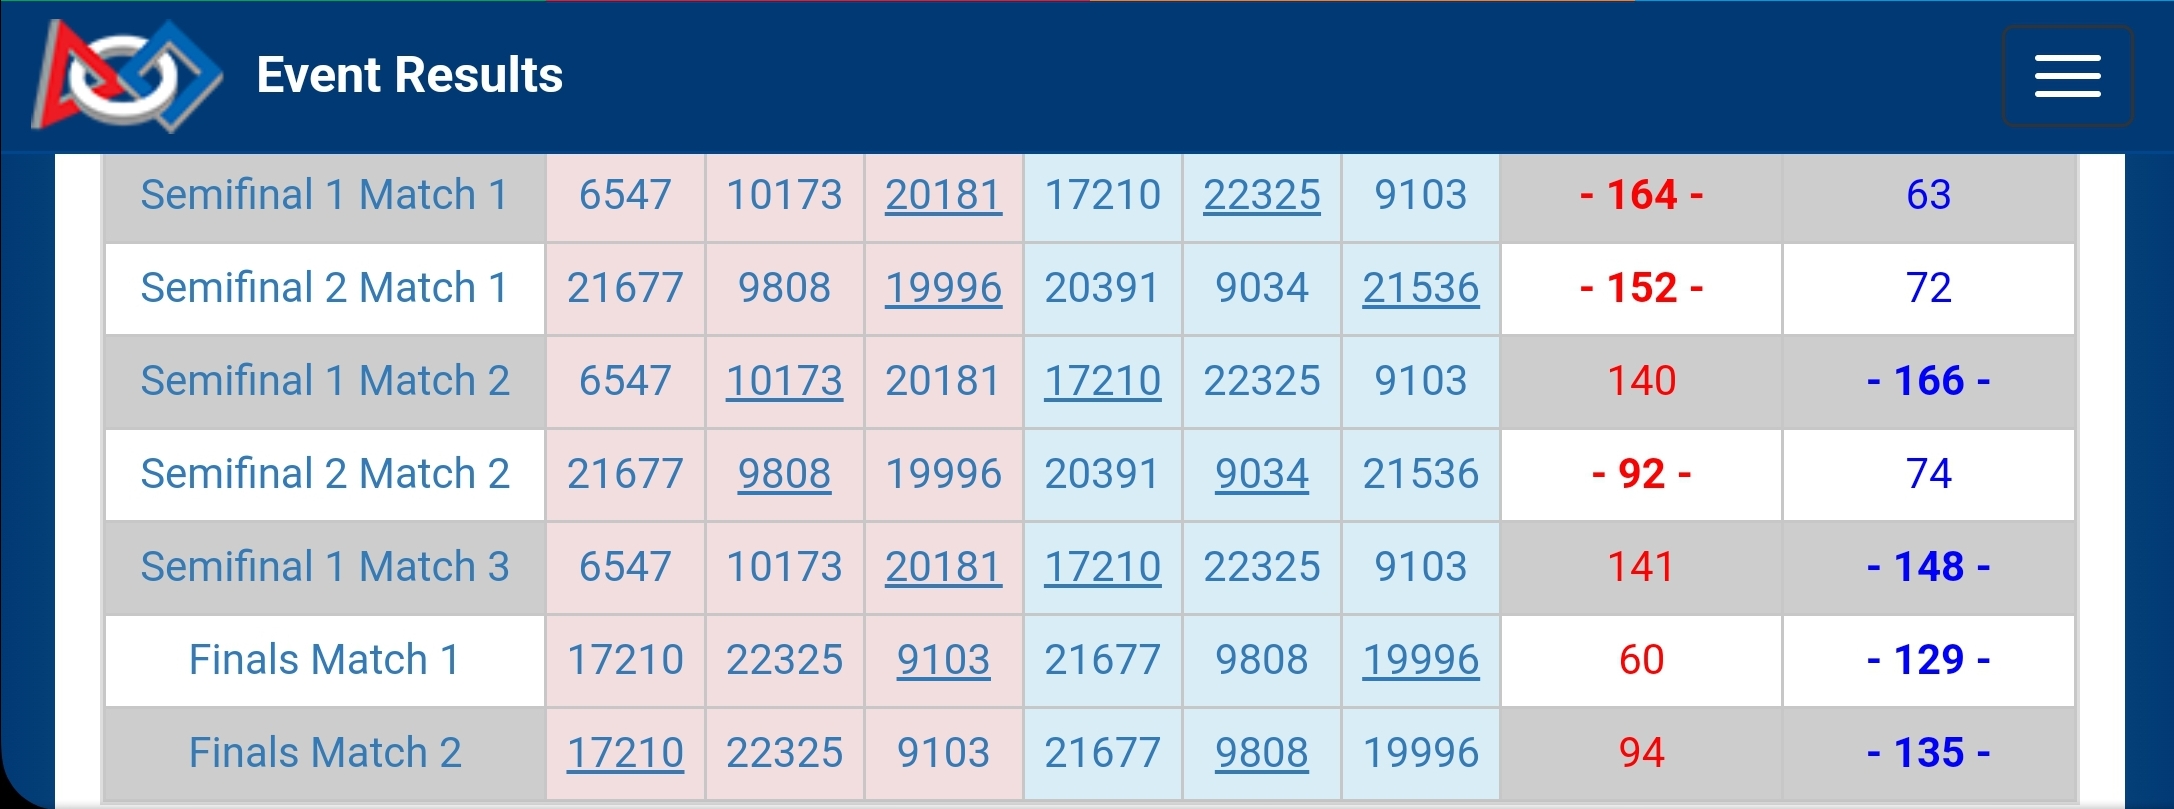 Event Results
Semifinal 1 Match 1 6547 10173 20181 17210 22325 9103 - 164 - 63
Semifinal 2 Match 1 21677 9808 19996 20391 9034 21536 - 152 - 72
Semifinal 1 Match 2 6547 10173 20181 17210 22325 9103 140 - 166 -
Semifinal 2 Match 2 21677 9808 19996 20391 9034 21536 - 92 - 74
Semifinal 1 Match 3 6547 10173 20181 17210 22325 9103 141 - 148 -
Finals Match 1 17210 22325 9103 21677 9808 19996 60 - 129 -
Finals Match 2 17210 22325 9103 21677 9808 19996 94 - 135 -